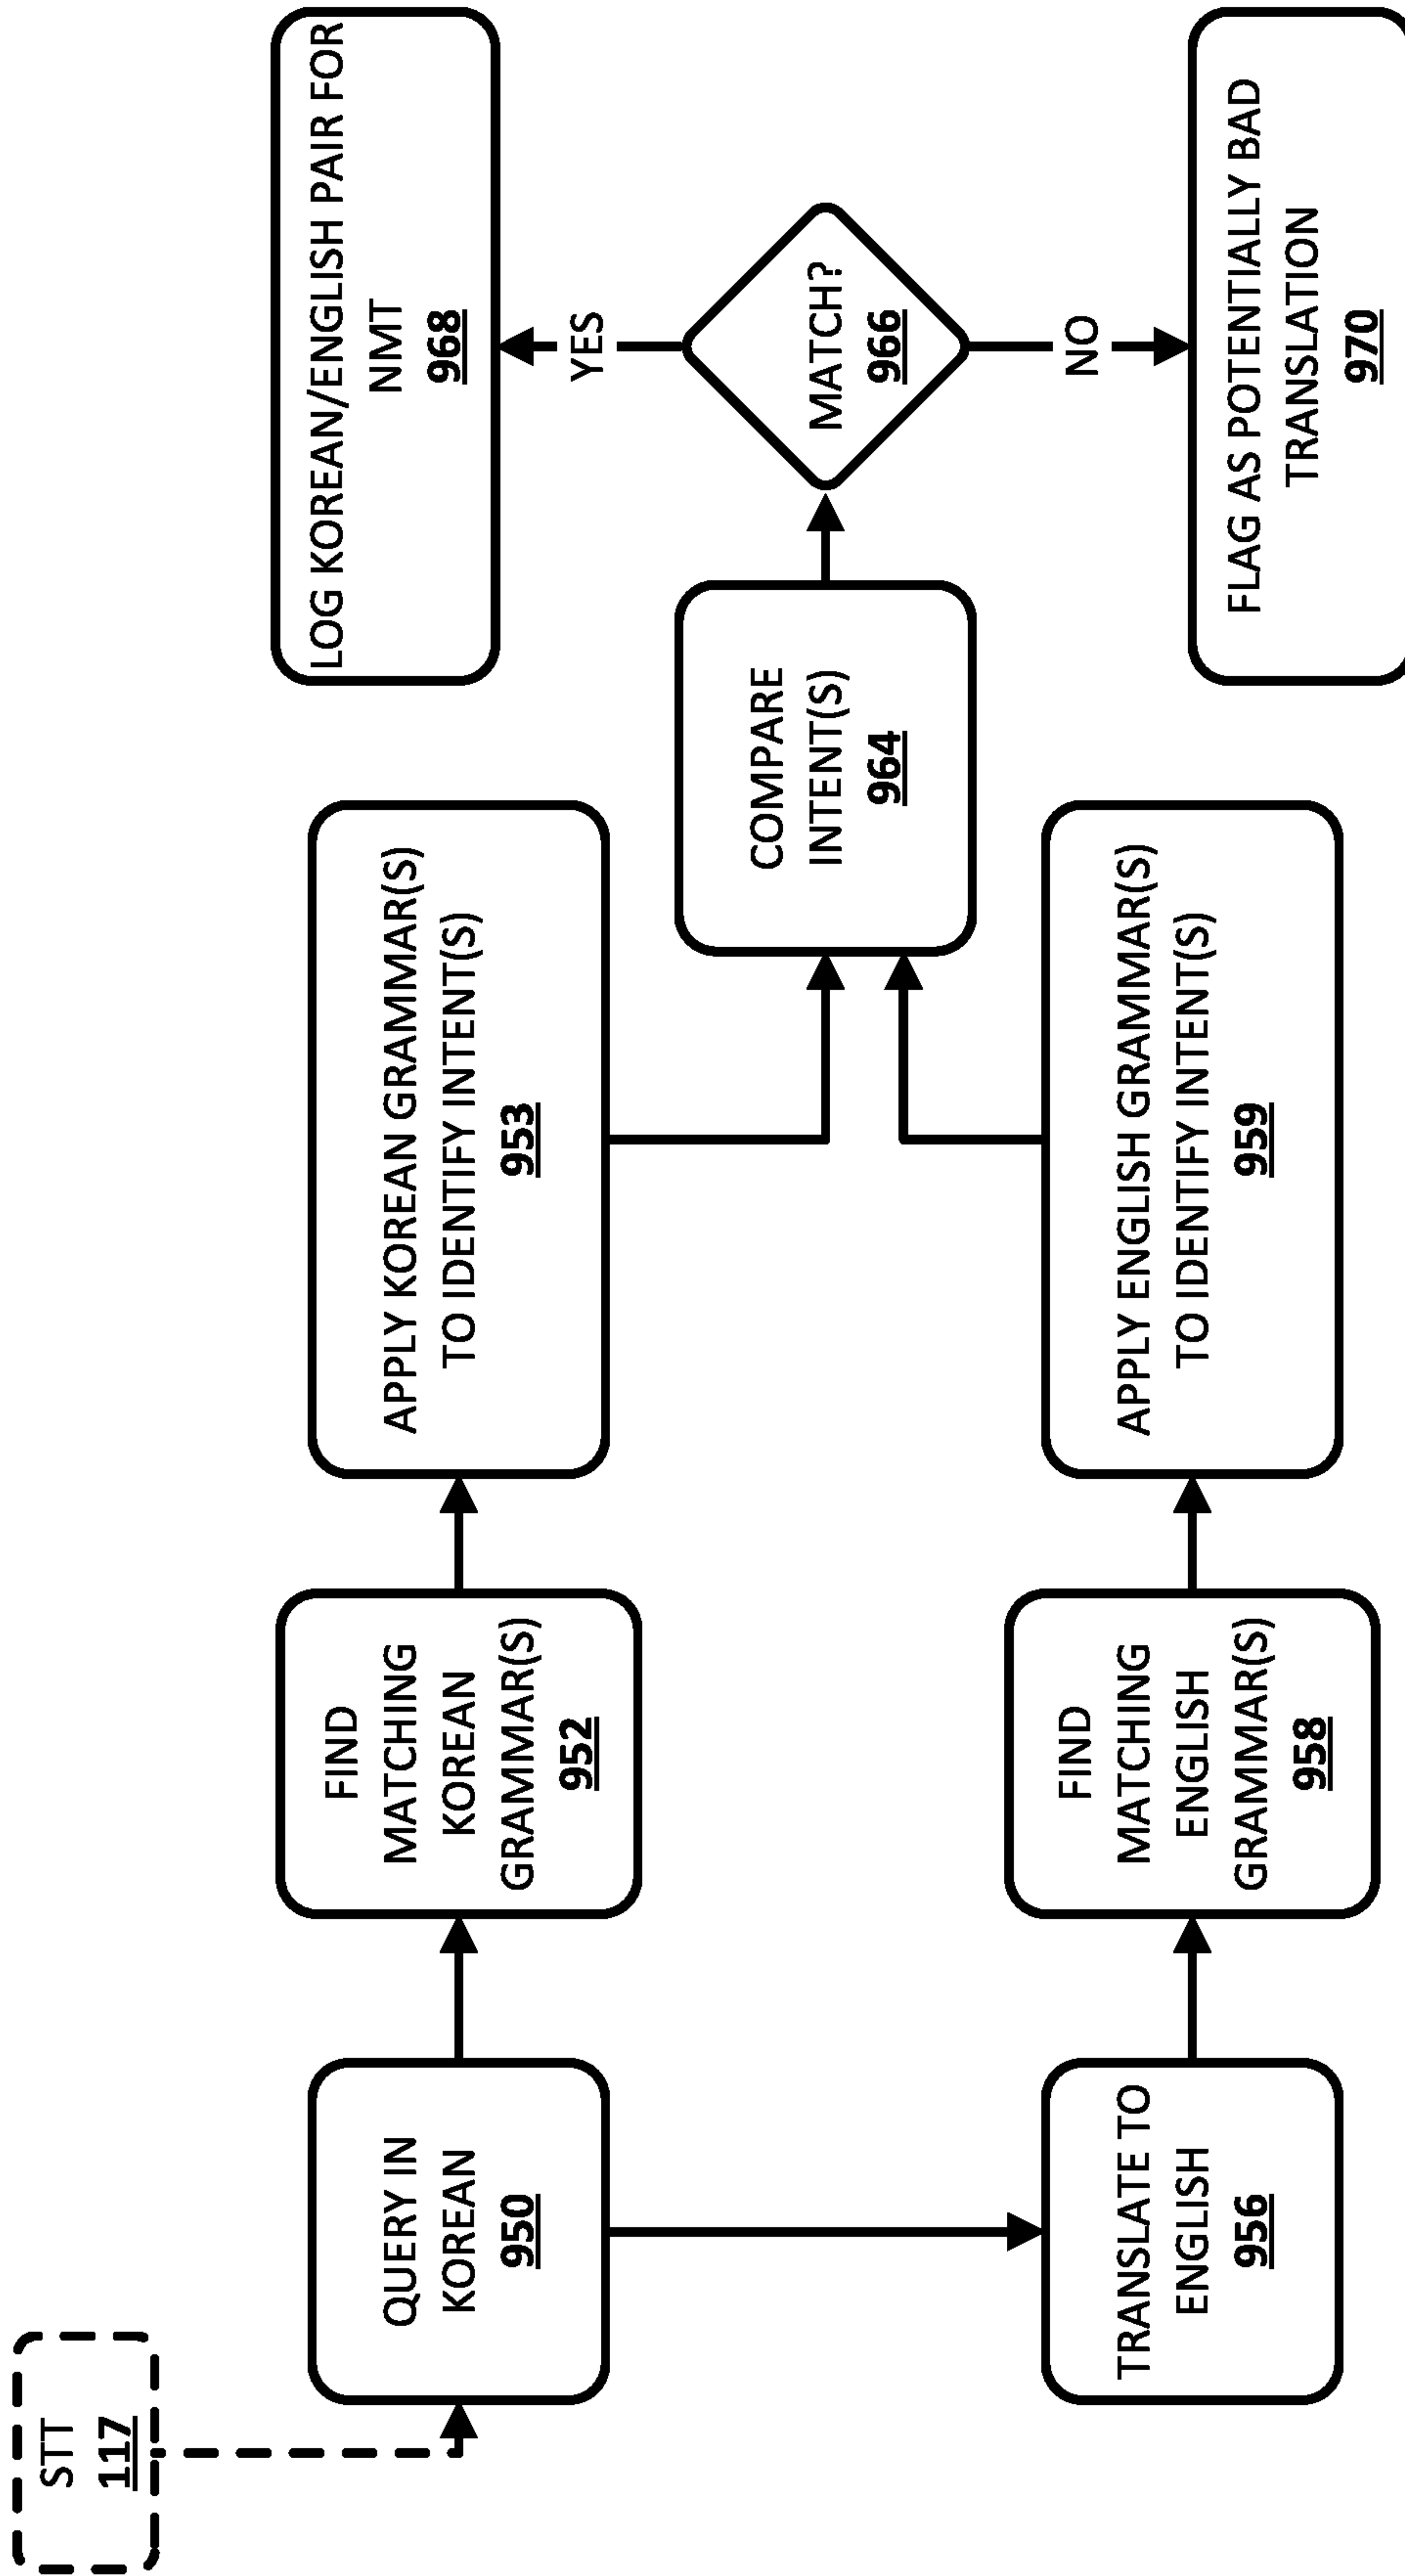 STT
117
QUERY IN
KOREAN
950
FIND
MATCHING
KOREAN
GRAMMAR(S)
952
APPLY KOREAN GRAMMAR(S)
TO IDENTIFY INTENT(S)
953
TRANSLATE TO
ENGLISH
956
FIND
MATCHING
ENGLISH
GRAMMAR(S)
958
APPLY ENGLISH GRAMMAR(S)
TO IDENTIFY INTENT(S)
959
COMPARE
INTENT(S)
964
MATCH?
966
YES
LOG KOREAN/ENGLISH PAIR FOR
NMT
968
NO
FLAG AS POTENTIALLY BAD
TRANSLATION
970